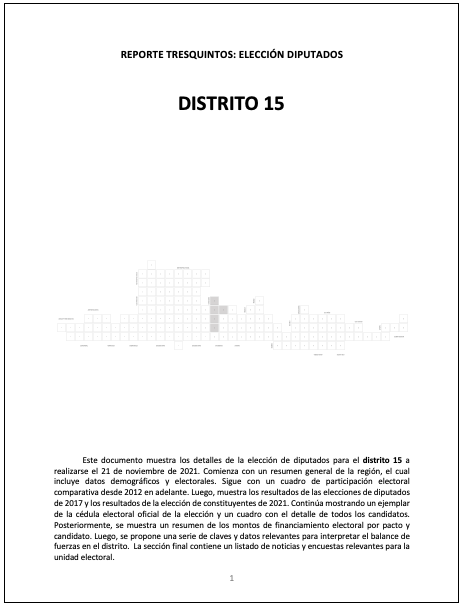 REPORTE TRESQUINTOS: ELECCIÓN DIPUTADOS
DISTRITO 15
Este documento muestra los detalles de la elección de diputados para el distrito 15 a
realizarse el 21 de noviembre de 2021. Comienza con un resumen general de la región, el cual
incluye datos demográficos y electorales. Sigue con un cuadro de participación electoral
comparativa desde 2012 en adelante. Luego, muestra los resultados de las elecciones de diputados
de 2017 y los resultados de la elección de constituyentes de 2021. Continúa mostrando un ejemplar
de la cédula electoral oficial de la elección y un cuadro con el detalle de todos los candidatos.
Posteriormente, se muestra un resumen de los montos de financiamiento electoral por pacto y
candidato. Luego, se propone una serie de claves y datos relevantes para interpretar el balance de
fuerzas en el distrito. La sección final contiene un listado de noticias y encuestas relevantes para la
unidad electoral.
1